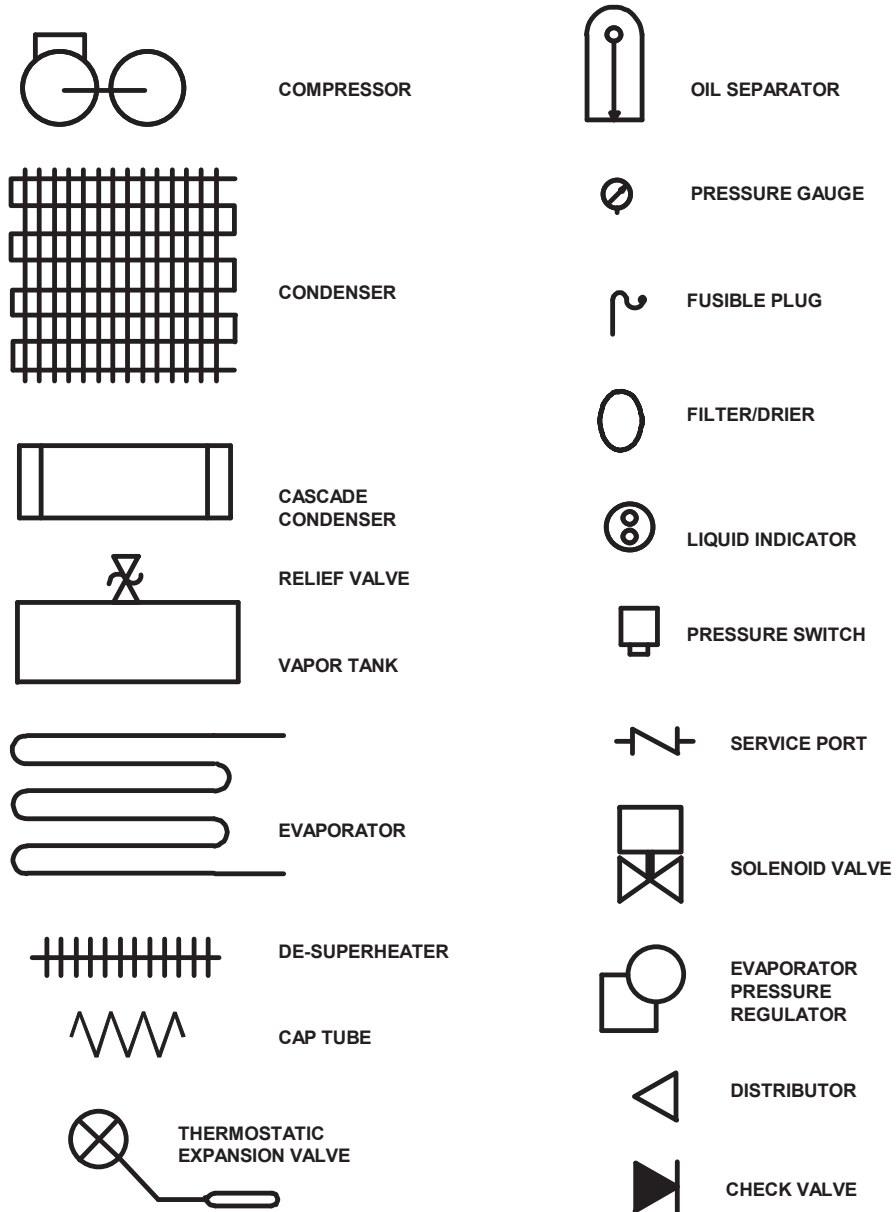 COMPRESSOR
CONDENSER
CASCADE
CONDENSER
RELIEF VALVE
VAPOR TANK
EVAPORATOR
DE-SUPERHEATER
CAP TUBE
THERMOSTATIC
EXPANSION VALVE
OIL SEPARATOR
PRESSURE GAUGE
FUSIBLE PLUG
FILTER/DRIER
LIQUID INDICATOR
PRESSURE SWITCH
SERVICE PORT
SOLENOID VALVE
EVAPORATOR
PRESSURE
REGULATOR
DISTRIBUTOR
CHECK VALVE